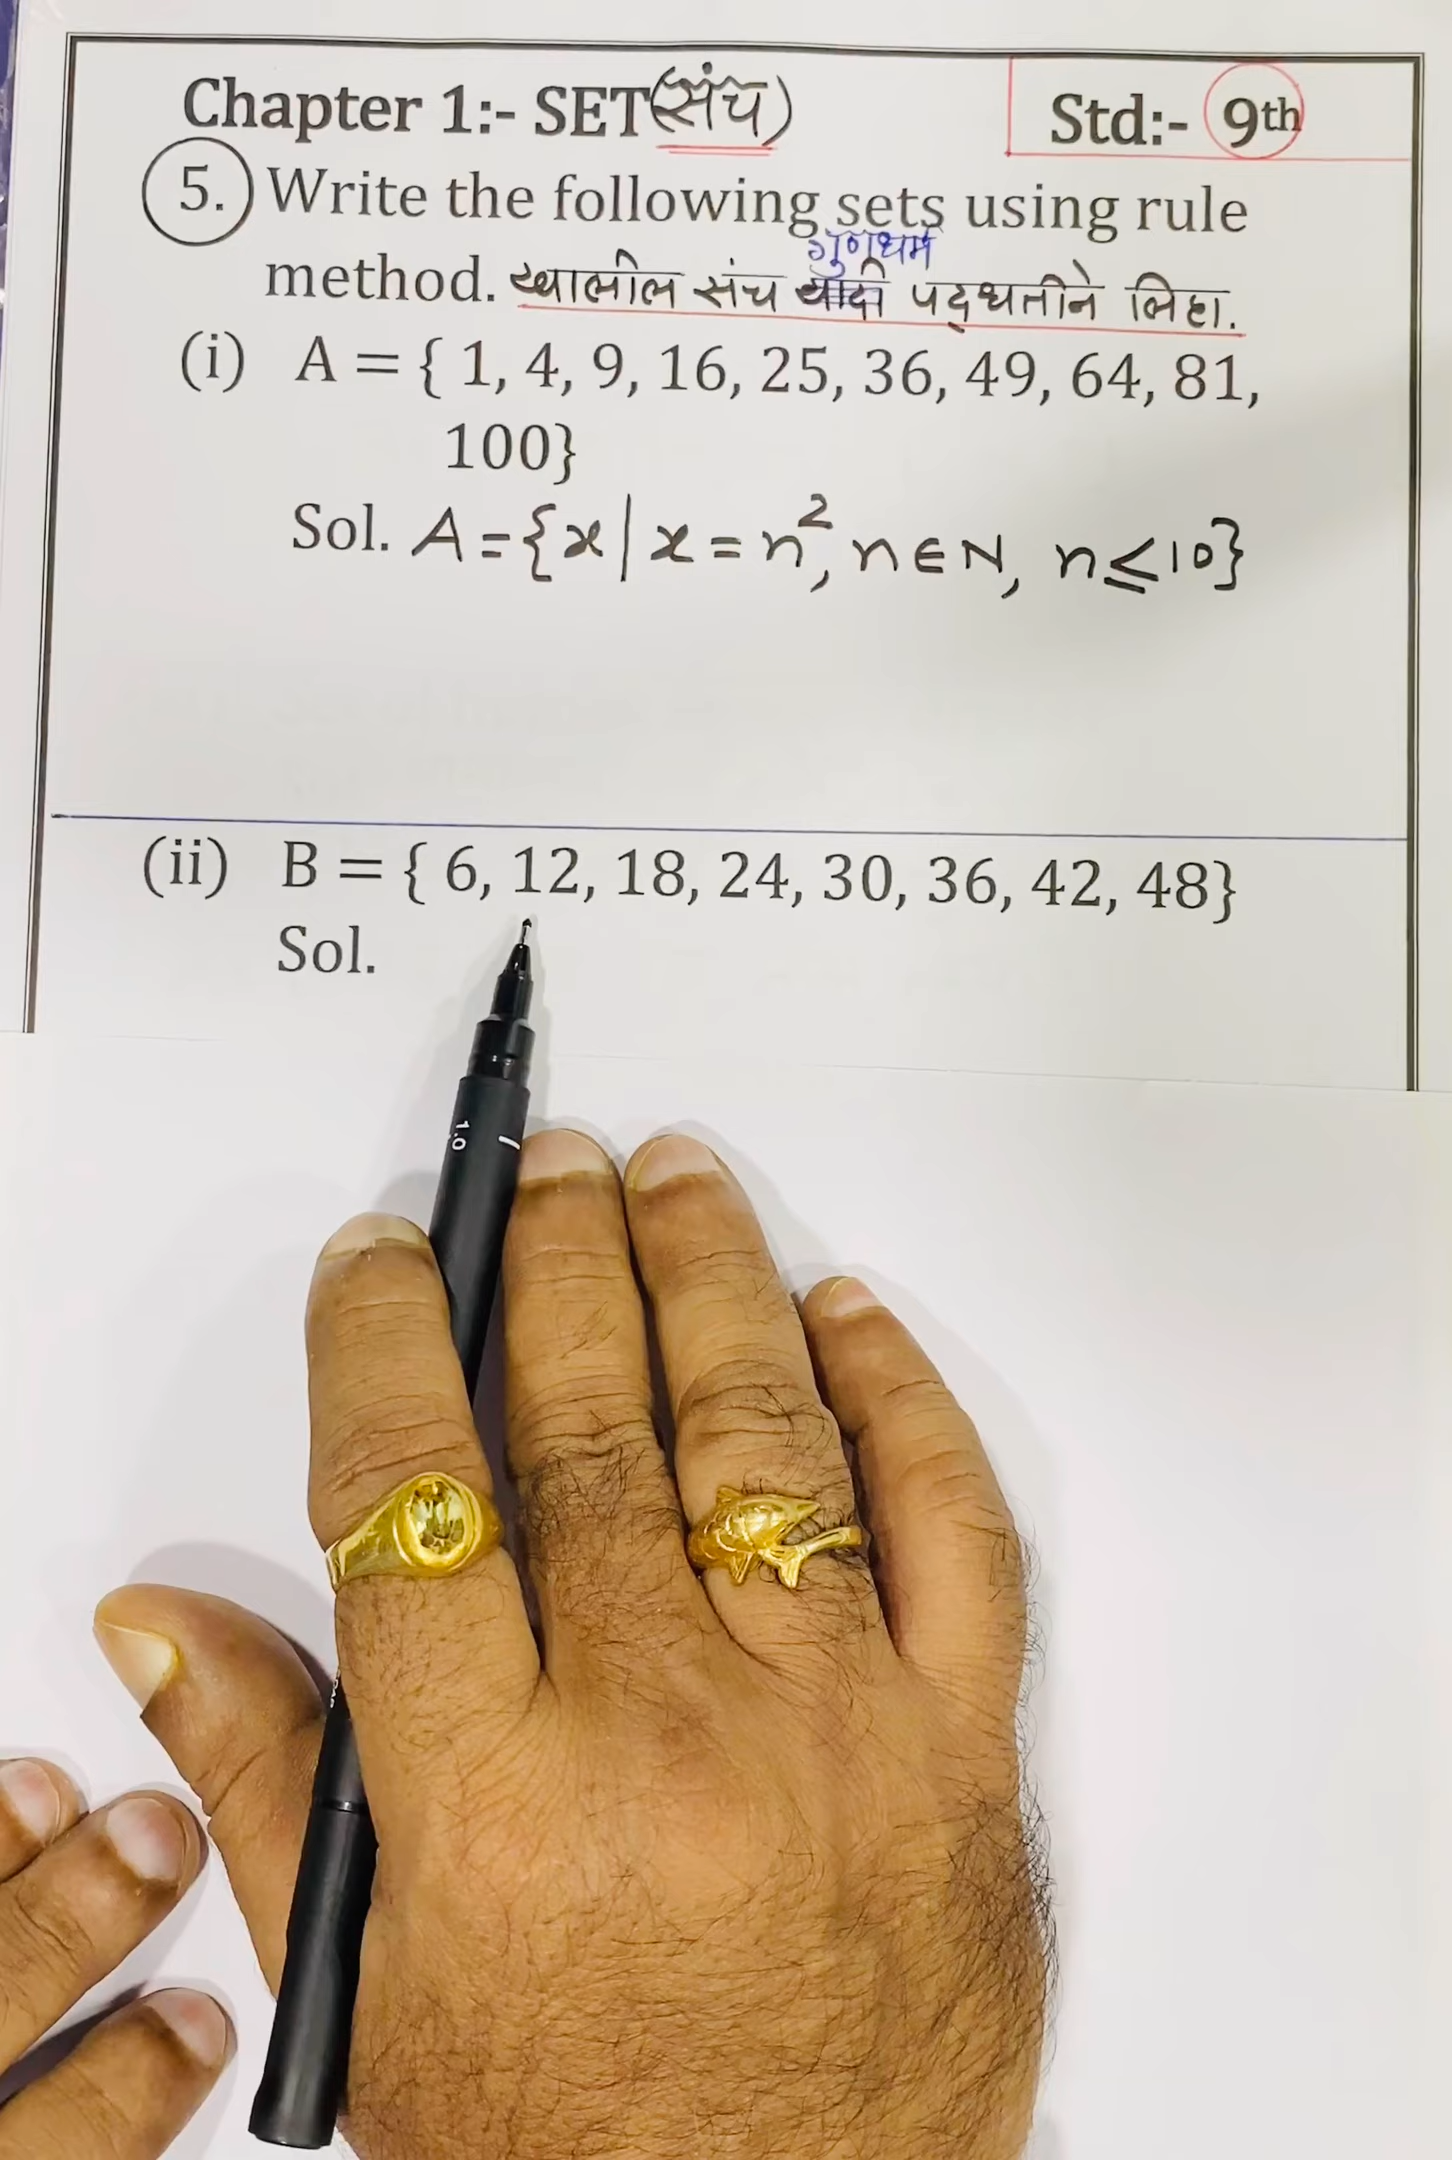 Chapter 1:- SET(संच)
Std:- 9th
5. Write the following sets using rule
गुणधर्म
method. खालील संच यादी पद्धतीने लिहा.
(i) A = { 1, 4, 9, 16, 25, 36, 49, 64, 81,
100}
Sol. A={x|x=n², n∈N, n≤10}
(ii) B = { 6, 12, 18, 24, 30, 36, 42, 48}
Sol.
1.0